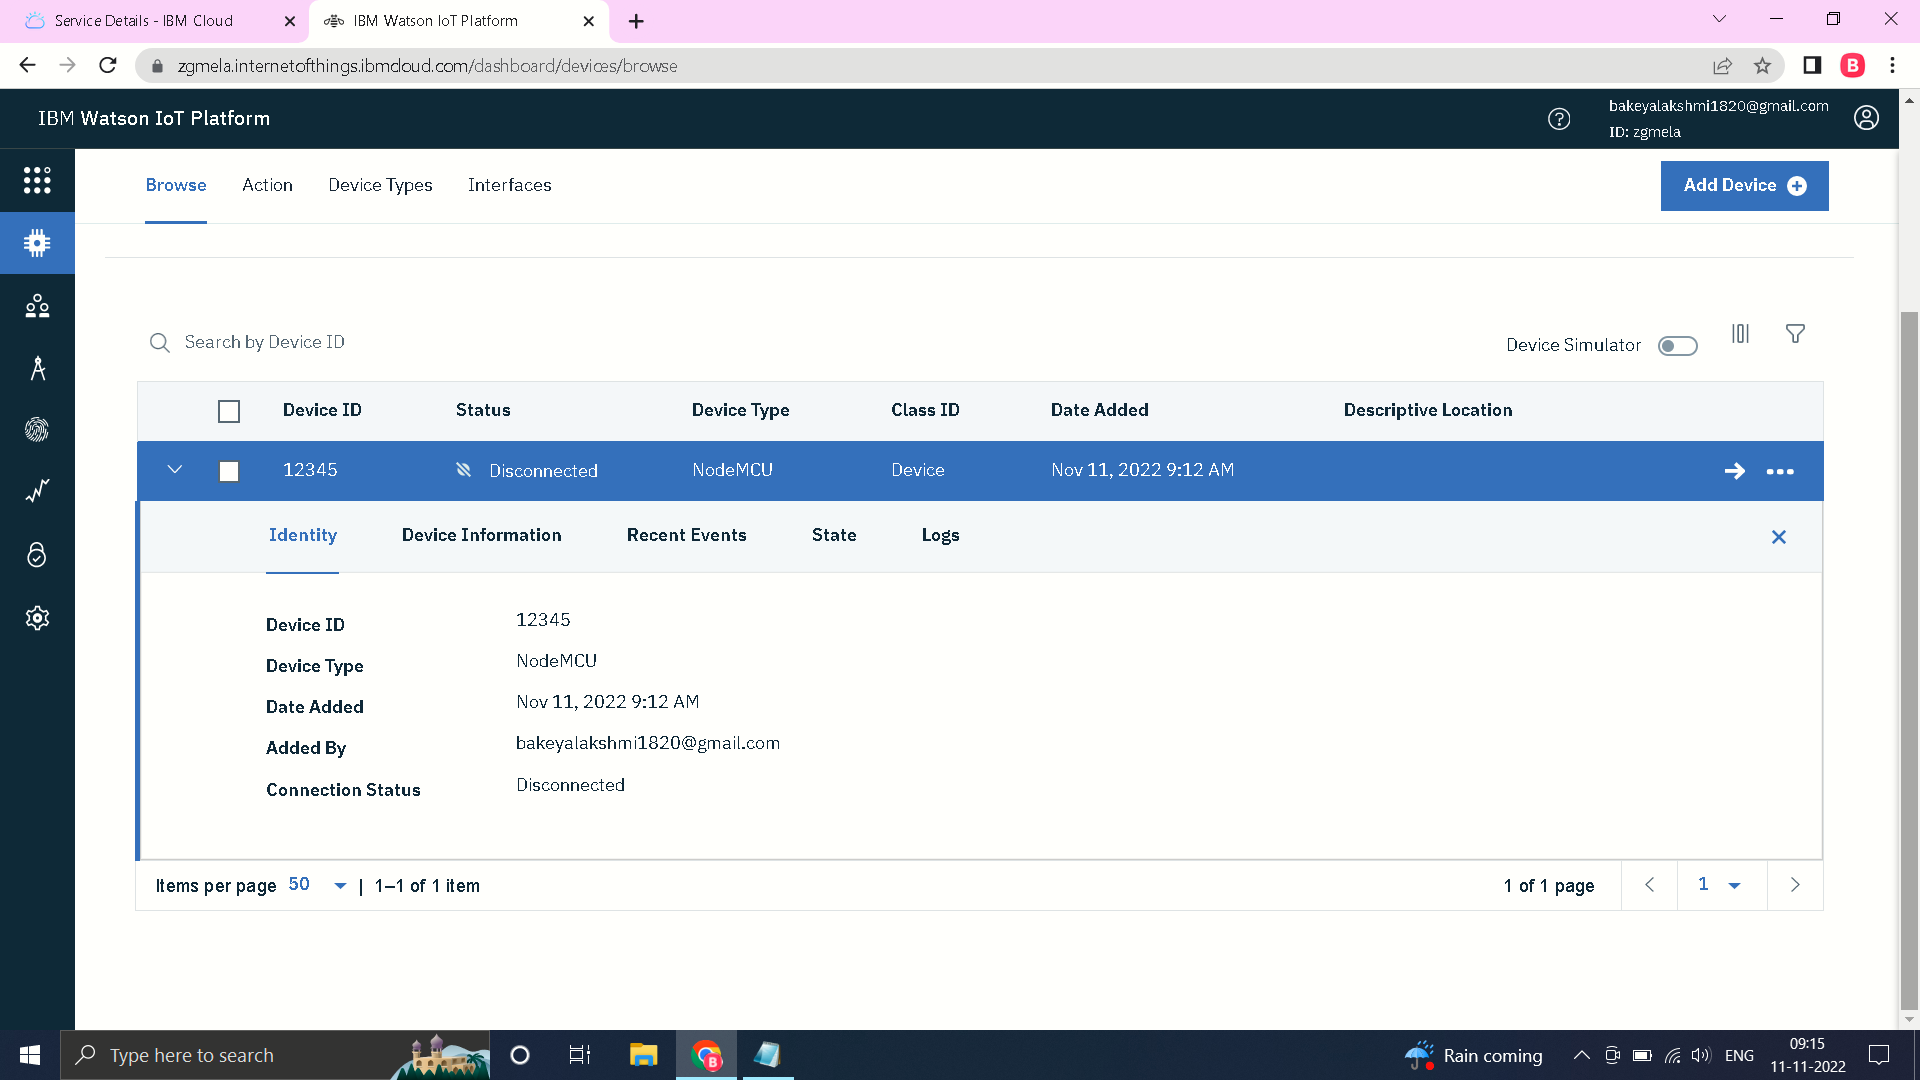 Service Details - IBM Cloud
IBM Watson IoT Platform
zgmela.internetofthings.ibmcloud.com/dashboard/devices/browse
B
IBM Watson IoT Platform
bakeyalakshmi1820@gmail.com
ID: zgmela
Browse Action Device Types Interfaces
Add Device
Search by Device ID
Device Simulator
Device ID Status Device Type Class ID Date Added Descriptive Location
12345 Disconnected NodeMCU Device Nov 11, 2022 9:12 AM
Identity Device Information Recent Events State Logs
Device ID 12345
Device Type NodeMCU
Date Added Nov 11, 2022 9:12 AM
Added By bakeyalakshmi1820@gmail.com
Connection Status Disconnected
Items per page 50 | 1–1 of 1 item
1 of 1 page 1
Type here to search
B
Rain coming
ENG
09:15
11-11-2022